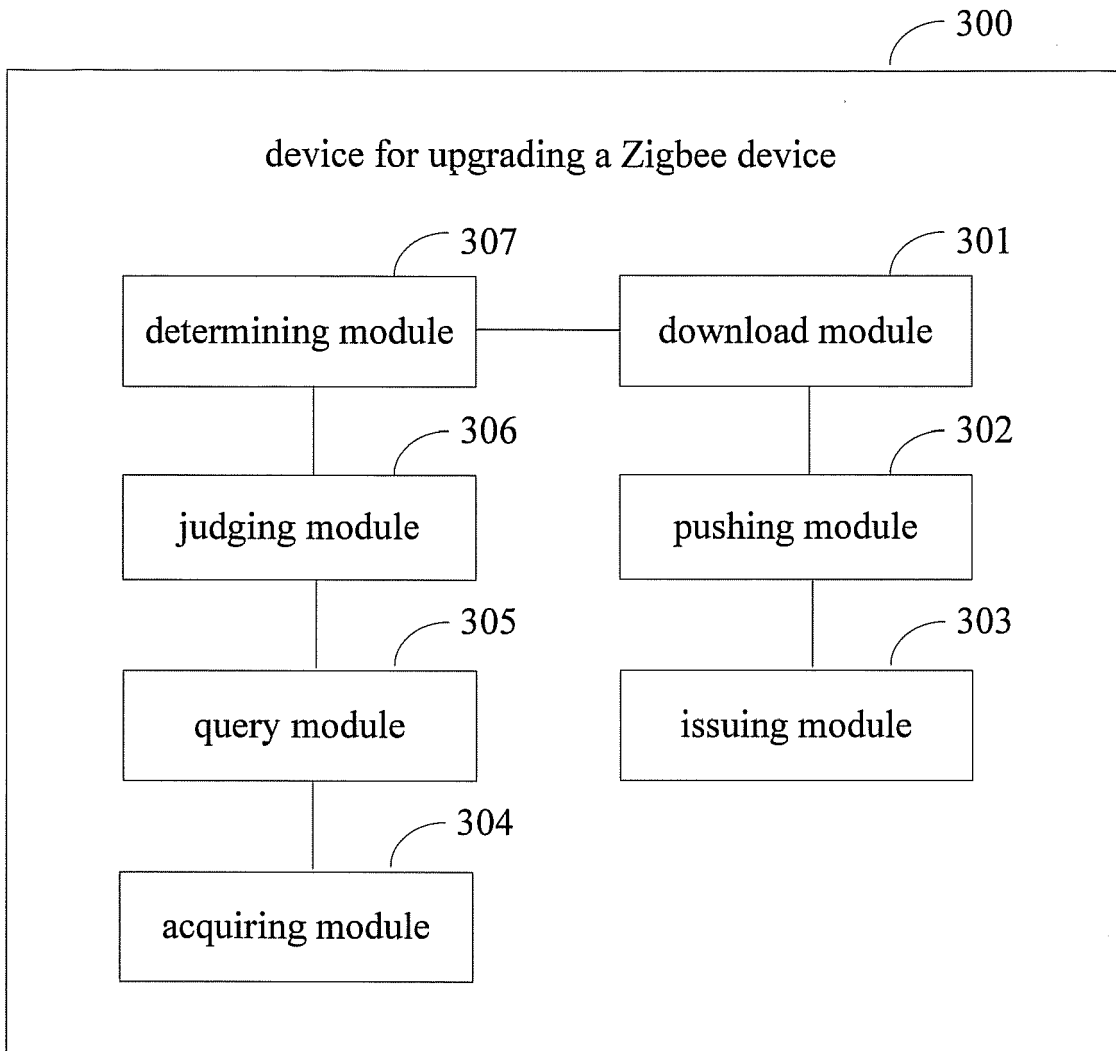 300
device for upgrading a Zigbee device
307
301
determining module
download module
306
302
judging module
pushing module
305
303
query module
issuing module
304
acquiring module